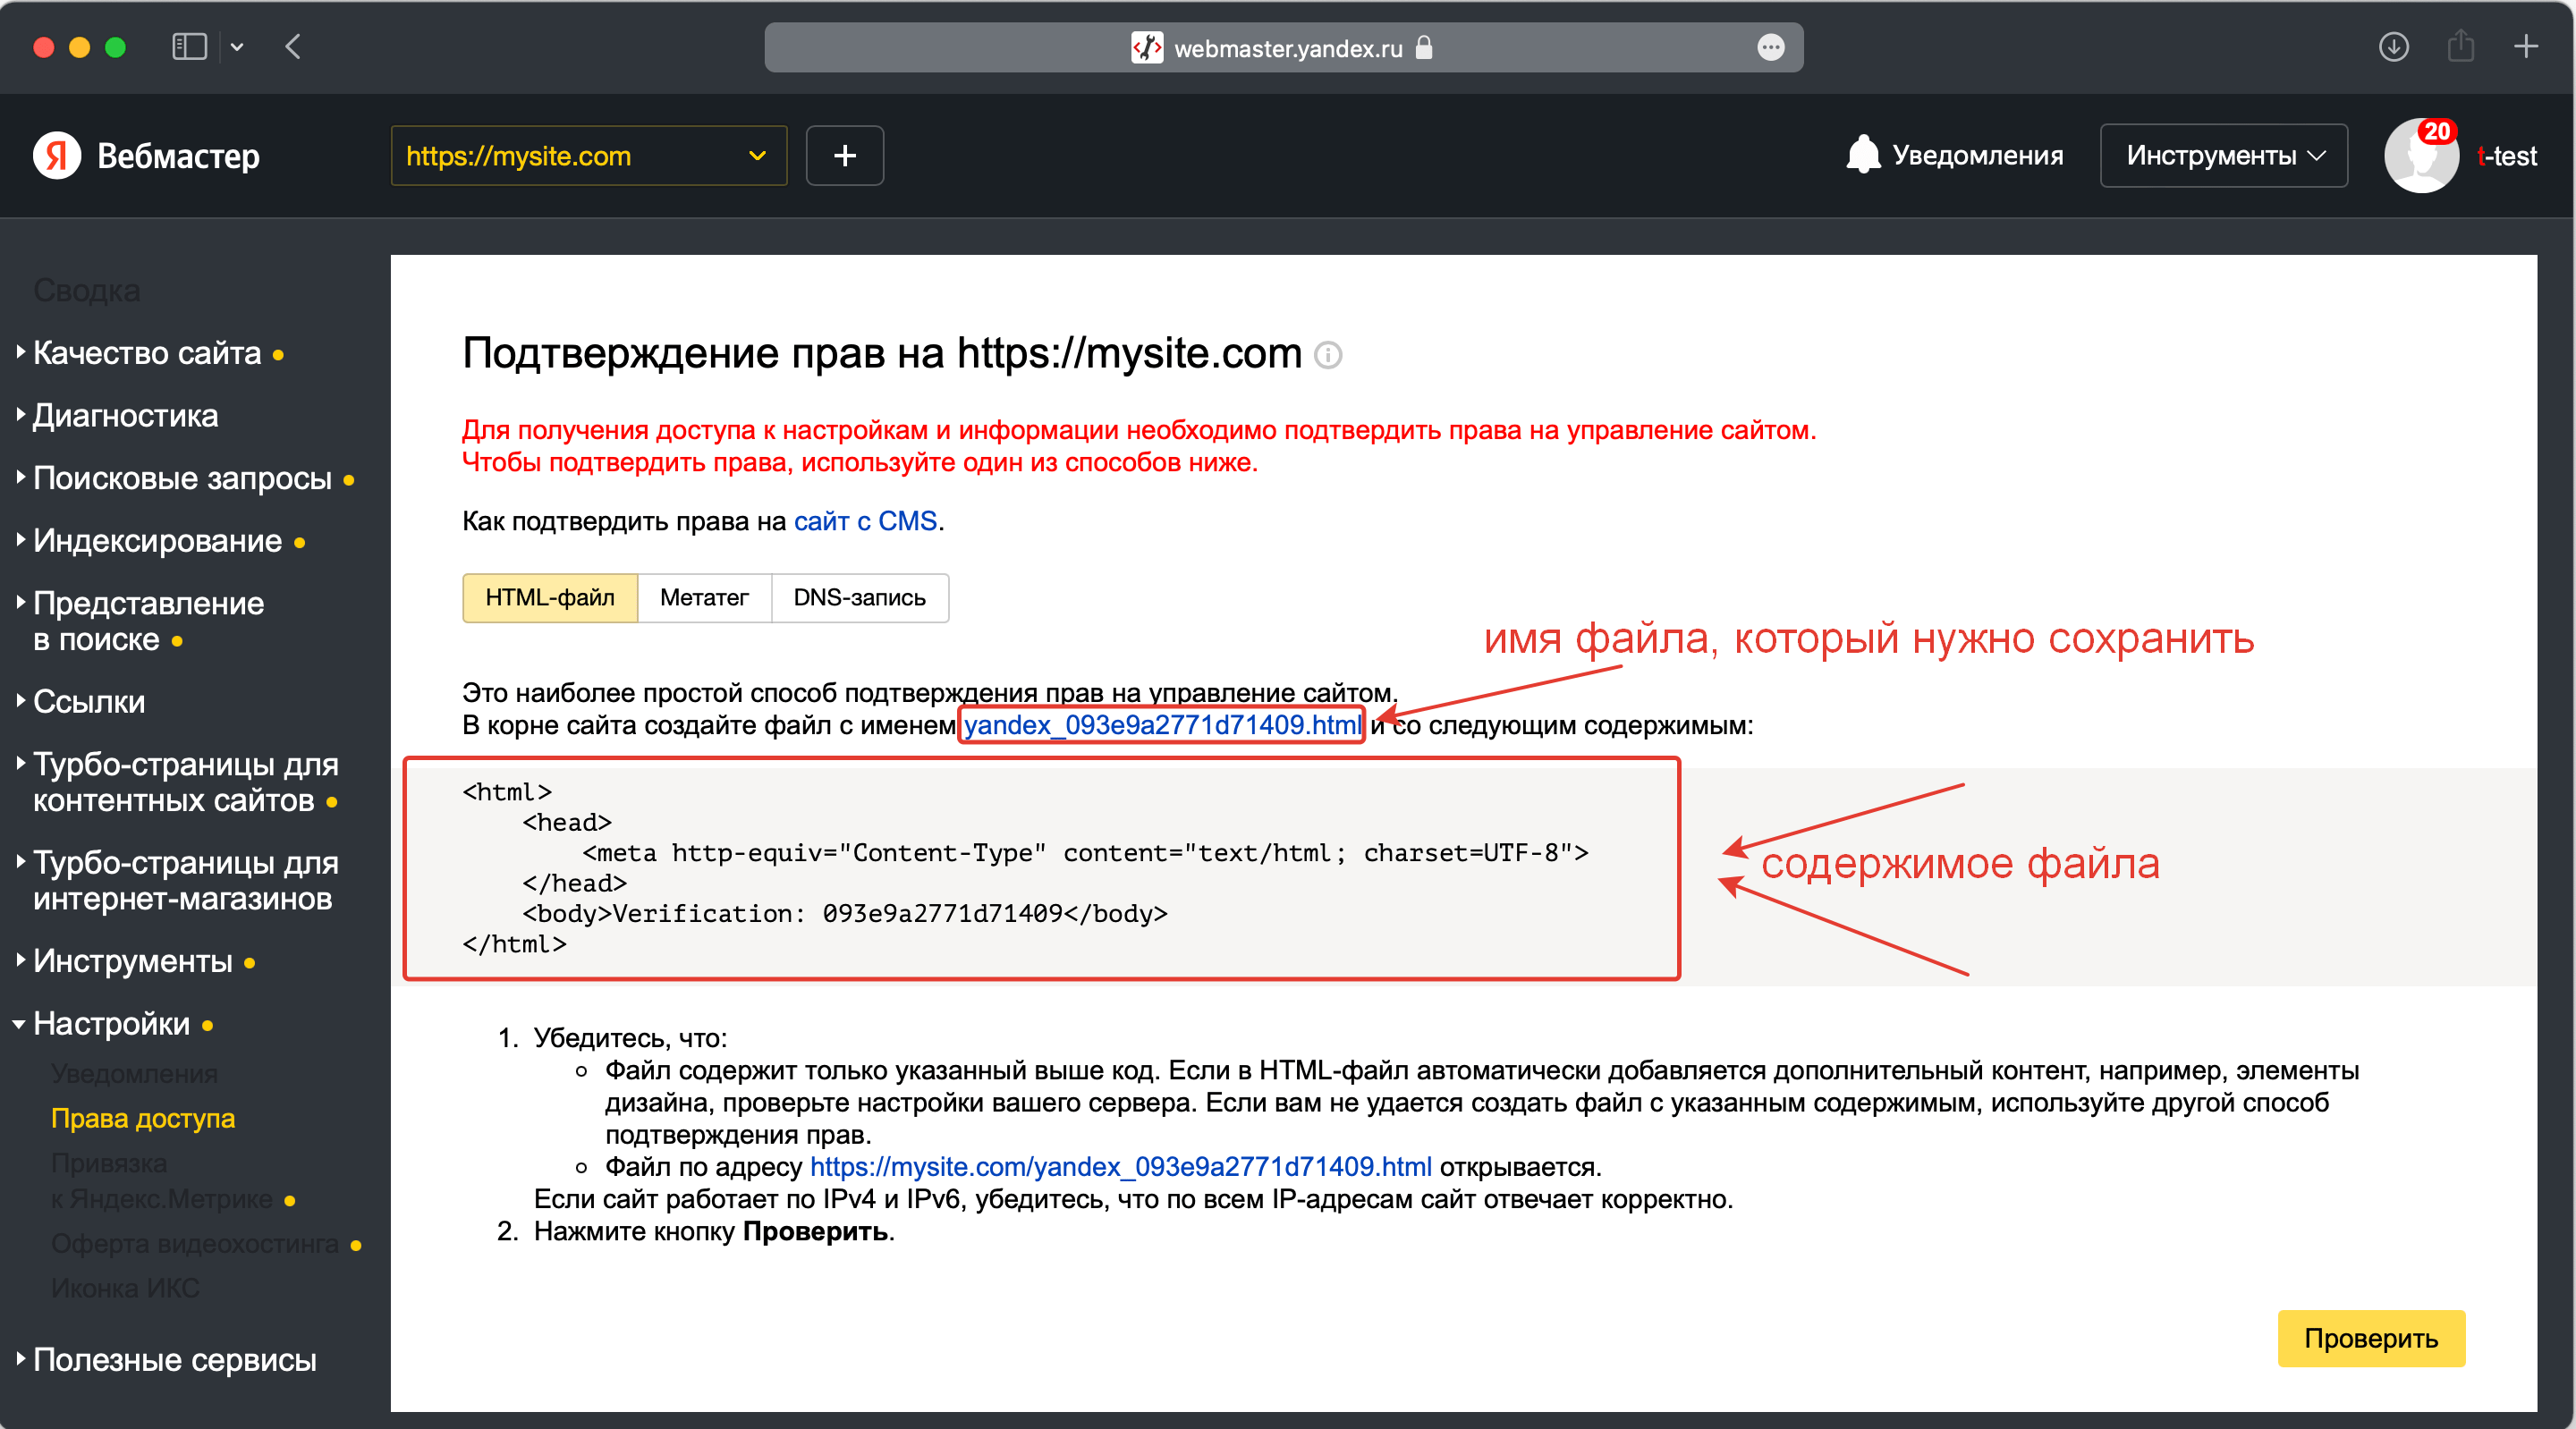 webmaster.yandex.ru
Я Вебмастер
https://mysite.com
+
Уведомления
Инструменты
20
t-test
Сводка
Качество сайта
Диагностика
Поисковые запросы
Индексирование
Представление
в поиске
Ссылки
Турбо-страницы для
контентных сайтов
Турбо-страницы для
интернет-магазинов
Инструменты
Настройки
Уведомления
Права доступа
Привязка
к Яндекс.Метрике
Оферта видеохостинга
Иконка ИКС
Полезные сервисы
Подтверждение прав на https://mysite.com
Для получения доступа к настройкам и информации необходимо подтвердить права на управление сайтом.
Чтобы подтвердить права, используйте один из способов ниже.
Как подтвердить права на сайт с CMS.
HTML-файл Метатег DNS-запись
имя файла, который нужно сохранить
Это наиболее простой способ подтверждения прав на управление сайтом.
В корне сайта создайте файл с именем yandex_093e9a2771d71409.html и со следующим содержимым:
<html>
<head>
<meta http-equiv="Content-Type" content="text/html; charset=UTF-8">
</head>
<body>Verification: 093e9a2771d71409</body>
</html>
содержимое файла
1. Убедитесь, что:
Файл содержит только указанный выше код. Если в HTML-файл автоматически добавляется дополнительный контент, например, элементы
дизайна, проверьте настройки вашего сервера. Если вам не удается создать файл с указанным содержимым, используйте другой способ
подтверждения прав.
Файл по адресу https://mysite.com/yandex_093e9a2771d71409.html открывается.
Если сайт работает по IPv4 и IPv6, убедитесь, что по всем IP-адресам сайт отвечает корректно.
2. Нажмите кнопку Проверить.
Проверить